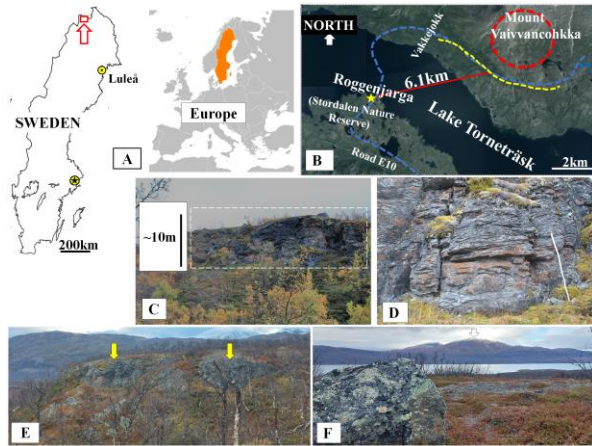 Luleå
SWEDEN
200km
A
Europe
NORTH
Vakkejokk
Mount
Vaivvancohkka
6.1km
Roggenjarga
(Stordalen Nature
Reserve)
Lake Torneträsk
Road E10
B
2km
~10m
C
D
E
F